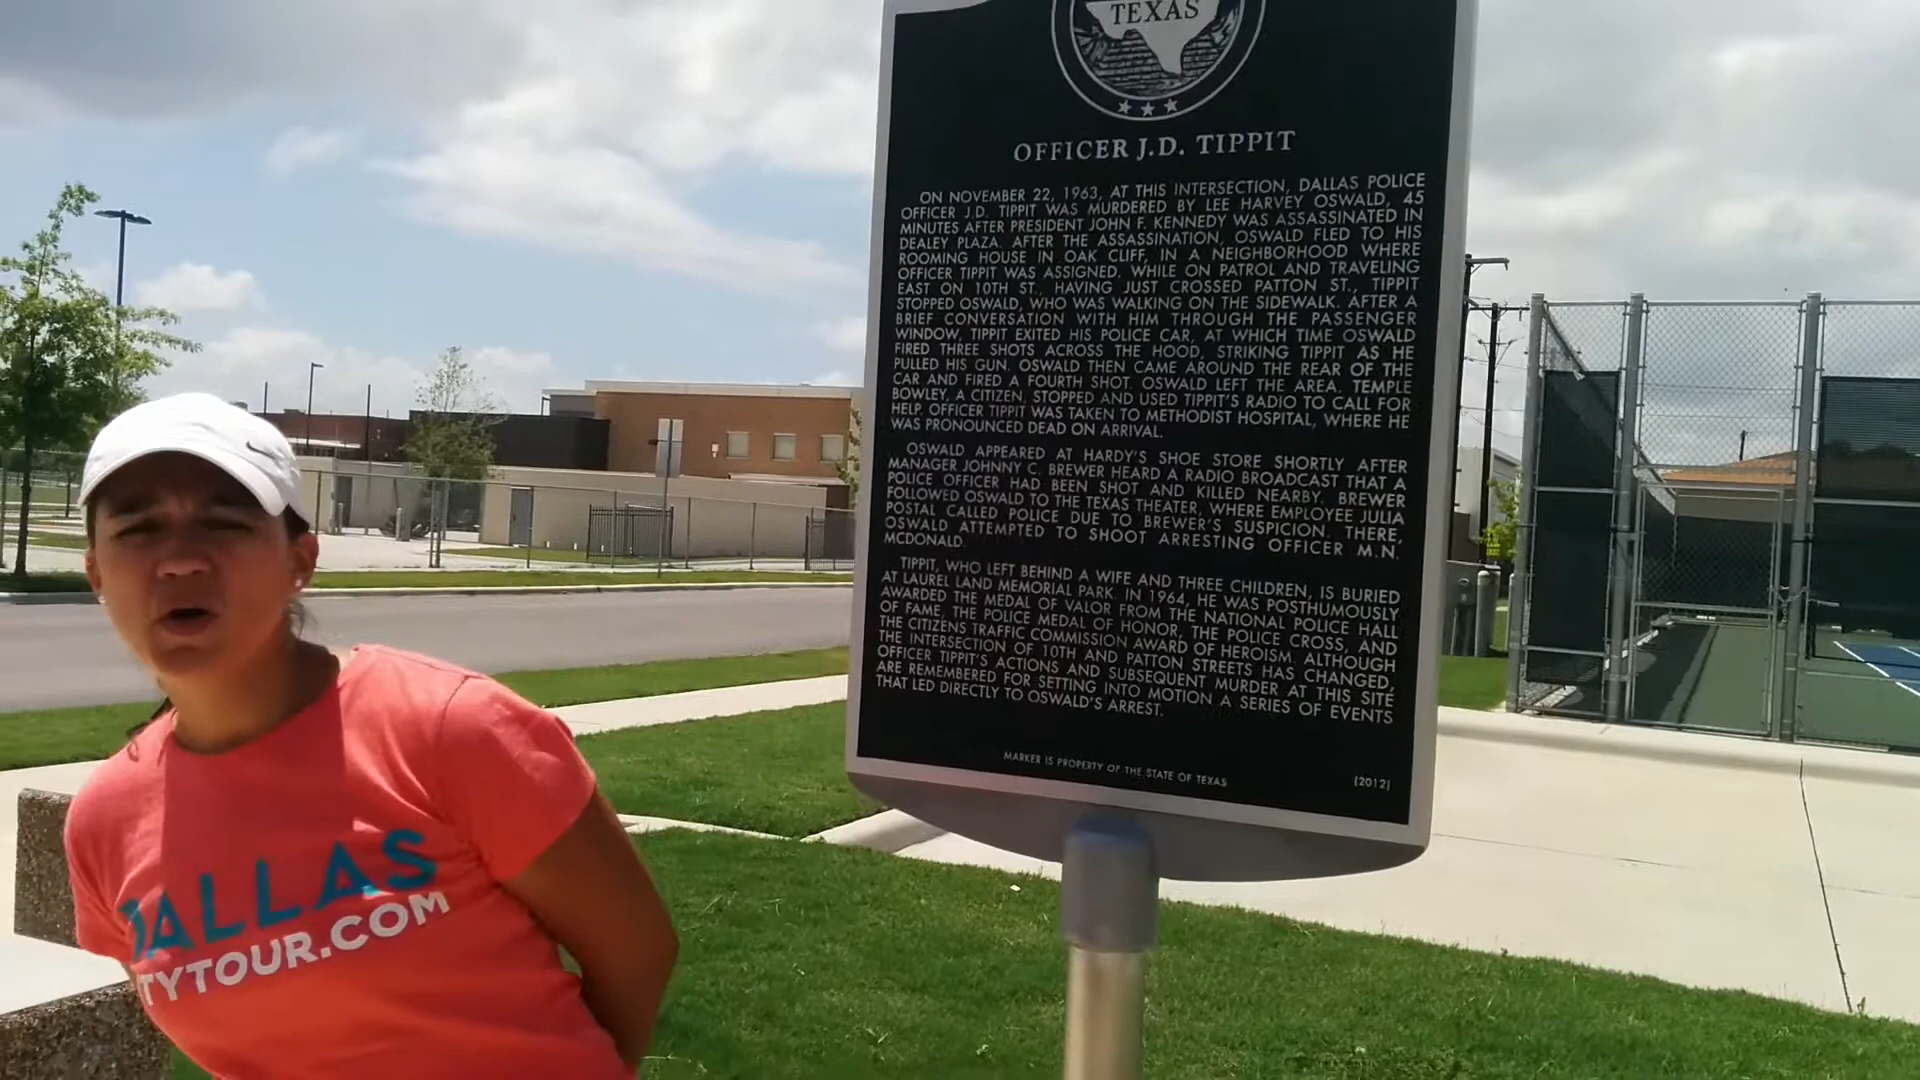 TEXAS
OFFICER J.D. TIPPIT
ON NOVEMBER 22, 1963, AT THIS INTERSECTION, DALLAS POLICE
OFFICER J.D. TIPPIT WAS MURDERED BY LEE HARVEY OSWALD, 45
MINUTES AFTER PRESIDENT JOHN F. KENNEDY WAS ASSASSINATED IN
DEALEY PLAZA. AFTER THE ASSASSINATION, OSWALD FLED TO HIS
ROOMING HOUSE IN OAK CLIFF, IN A NEIGHBORHOOD WHERE
OFFICER TIPPIT WAS ASSIGNED. WHILE ON PATROL AND TRAVELING
EAST ON 10TH ST., HAVING JUST CROSSED PATTON ST., TIPPIT
STOPPED OSWALD, WHO WAS WALKING ON THE SIDEWALK. AFTER A
BRIEF CONVERSATION WITH HIM THROUGH THE PASSENGER
WINDOW, TIPPIT EXITED HIS POLICE CAR, AT WHICH TIME OSWALD
FIRED THREE SHOTS ACROSS THE HOOD, STRIKING TIPPIT AS HE
PULLED HIS GUN. OSWALD THEN CAME AROUND THE REAR OF THE
CAR AND FIRED A FOURTH SHOT. OSWALD LEFT THE AREA. TEMPLE
BOWLEY, A CITIZEN, STOPPED AND USED TIPPIT'S RADIO TO CALL FOR
HELP. OFFICER TIPPIT WAS TAKEN TO METHODIST HOSPITAL, WHERE HE
WAS PRONOUNCED DEAD ON ARRIVAL.
OSWALD APPEARED AT HARDY'S SHOE STORE SHORTLY AFTER
MANAGER JOHNNY C. BREWER HEARD A RADIO BROADCAST THAT A
POLICE OFFICER HAD BEEN SHOT AND KILLED NEARBY. BREWER
FOLLOWED OSWALD TO THE TEXAS THEATER, WHERE EMPLOYEE JULIA
POSTAL CALLED POLICE DUE TO BREWER'S SUSPICION. THERE,
OSWALD ATTEMPTED TO SHOOT ARRESTING OFFICER M.N.
MCDONALD.
TIPPIT, WHO LEFT BEHIND A WIFE AND THREE CHILDREN, IS BURIED
AT LAUREL LAND MEMORIAL PARK. IN 1964, HE WAS POSTHUMOUSLY
AWARDED THE MEDAL OF VALOR FROM THE NATIONAL POLICE HALL
OF FAME, THE POLICE MEDAL OF HONOR, THE POLICE CROSS, AND
THE CITIZENS TRAFFIC COMMISSION AWARD OF HEROISM. ALTHOUGH
THE INTERSECTION OF 10TH AND PATTON STREETS HAS CHANGED,
OFFICER TIPPIT'S ACTIONS AND SUBSEQUENT MURDER AT THIS SITE
ARE REMEMBERED FOR SETTING INTO MOTION A SERIES OF EVENTS
THAT LED DIRECTLY TO OSWALD'S ARREST.
(2012)
MARKER IS PROPERTY OF THE STATE OF TEXAS
DALLAS
ITYTOUR.COM